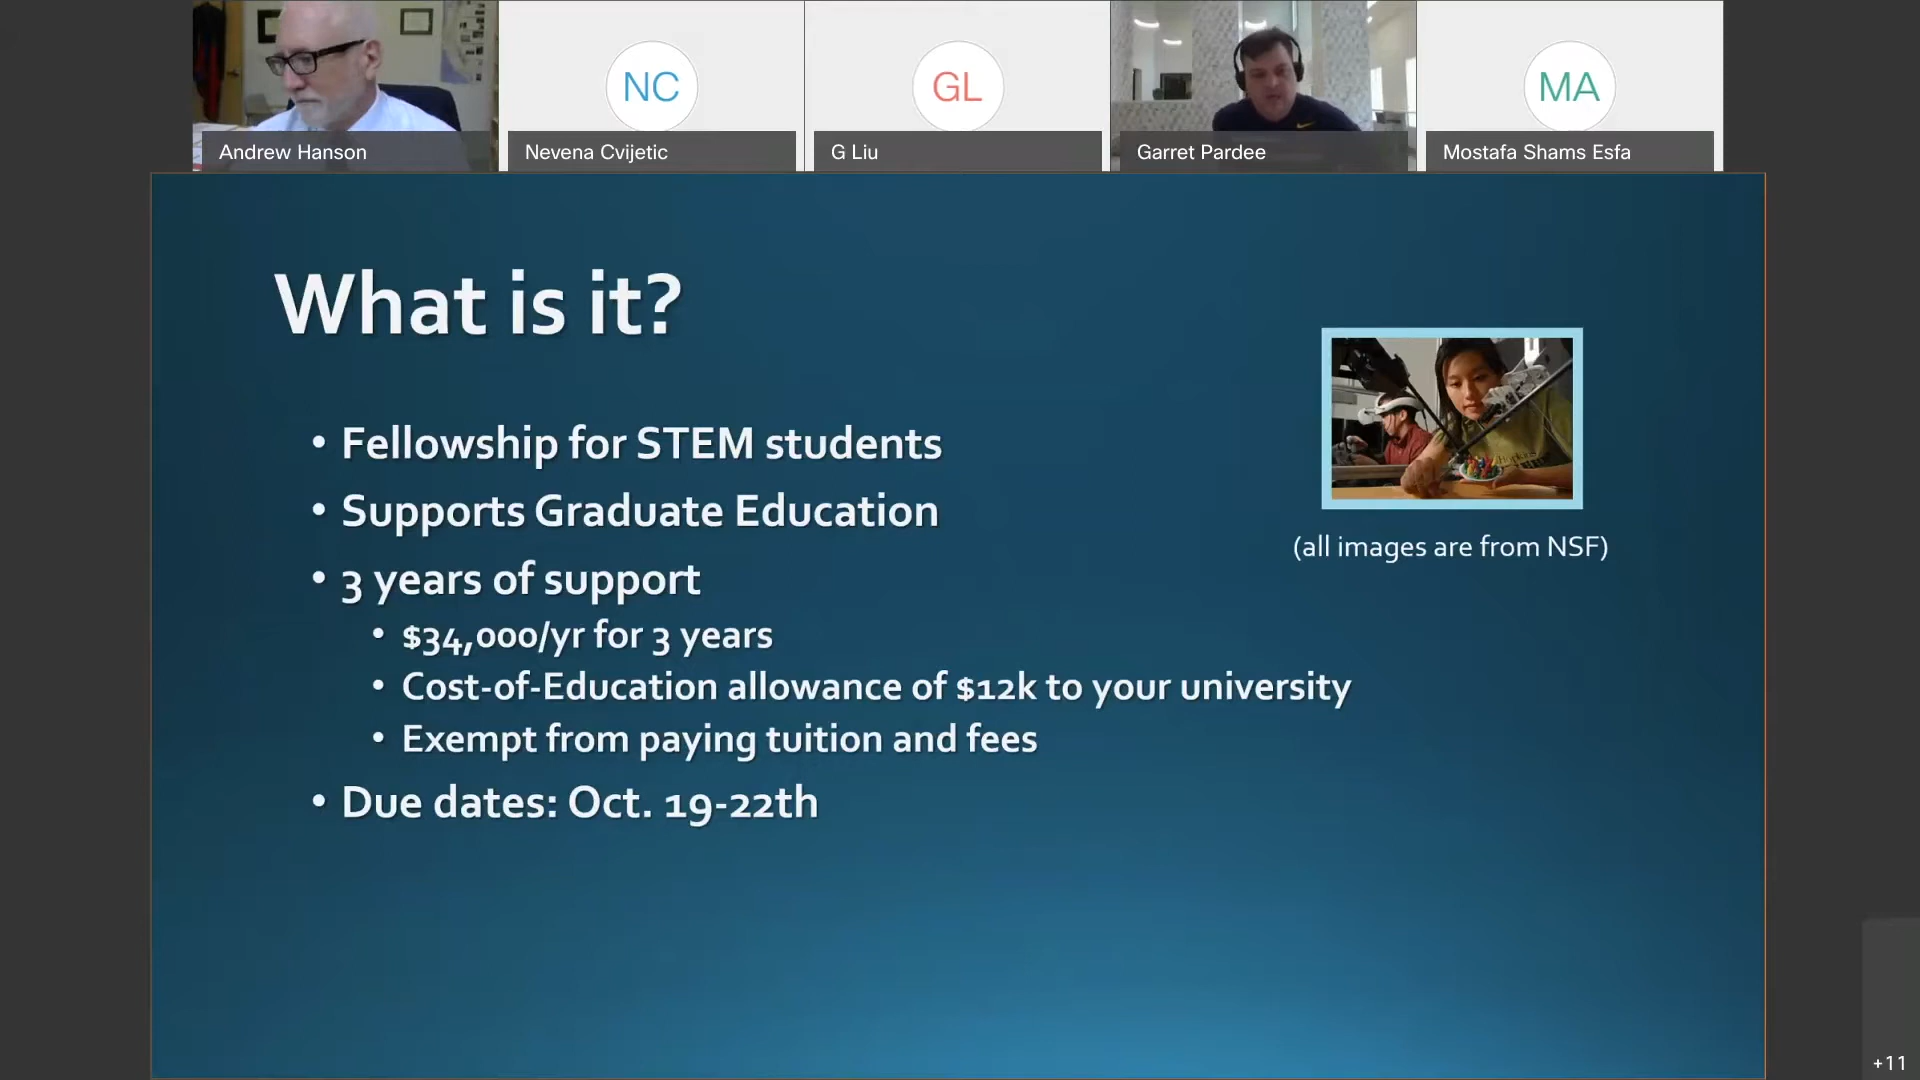 NC
GL
MA
Andrew Hanson
Nevena Cvijetic
G Liu
Garret Pardee
Mostafa Shams Esfa
What is it?
• Fellowship for STEM students
• Supports Graduate Education
• 3 years of support
• $34,000/yr for 3 years
• Cost-of-Education allowance of $12k to your university
• Exempt from paying tuition and fees
• Due dates: Oct. 19-22th
(all images are from NSF)
+11